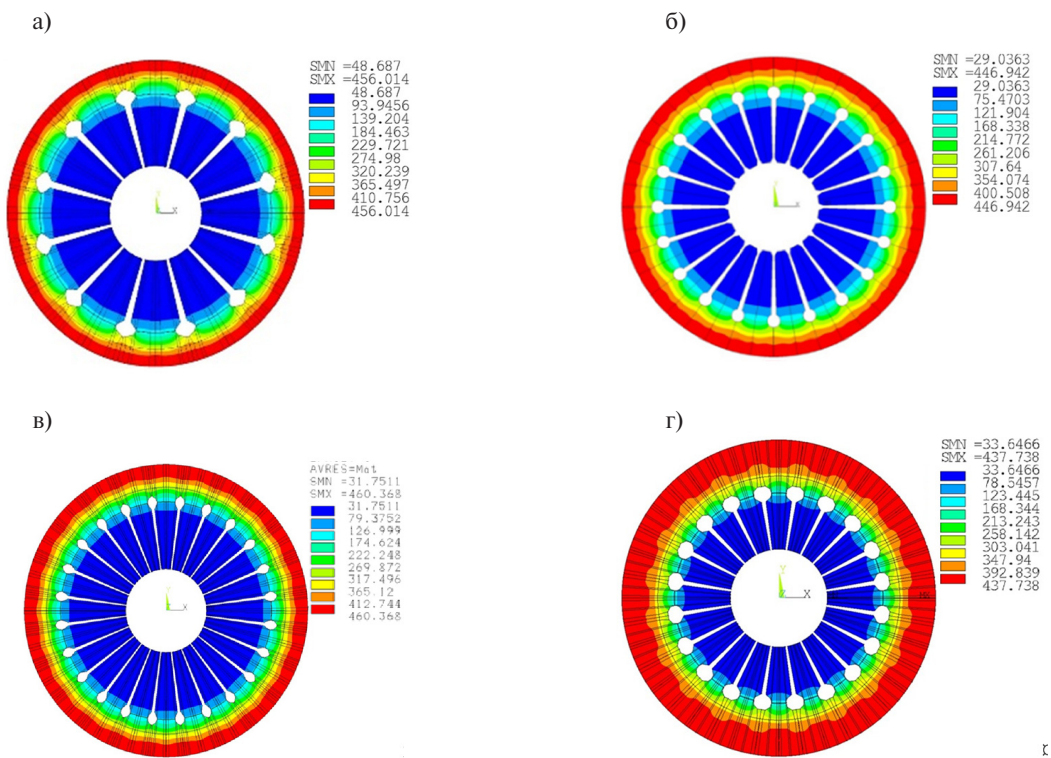 а)
SMN =48.687
SMX =456.014
48.687
93.9456
139.204
184.463
229.721
274.98
320.239
365.497
410.756
456.014
X
б)
SMN =29.0363
SMX =446.942
29.0363
75.4703
121.904
168.338
214.772
261.206
307.64
354.074
400.508
446.942
X
в)
AVRES=Mat
SMN =31.7511
SMX =460.368
31.7511
79.3752
126.999
174.624
222.248
269.872
317.496
365.12
412.744
460.368
X
г)
SMN =33.6466
SMX =437.738
33.6466
78.5457
123.445
168.344
213.243
258.142
303.041
347.94
392.839
437.738
Y
X
MX